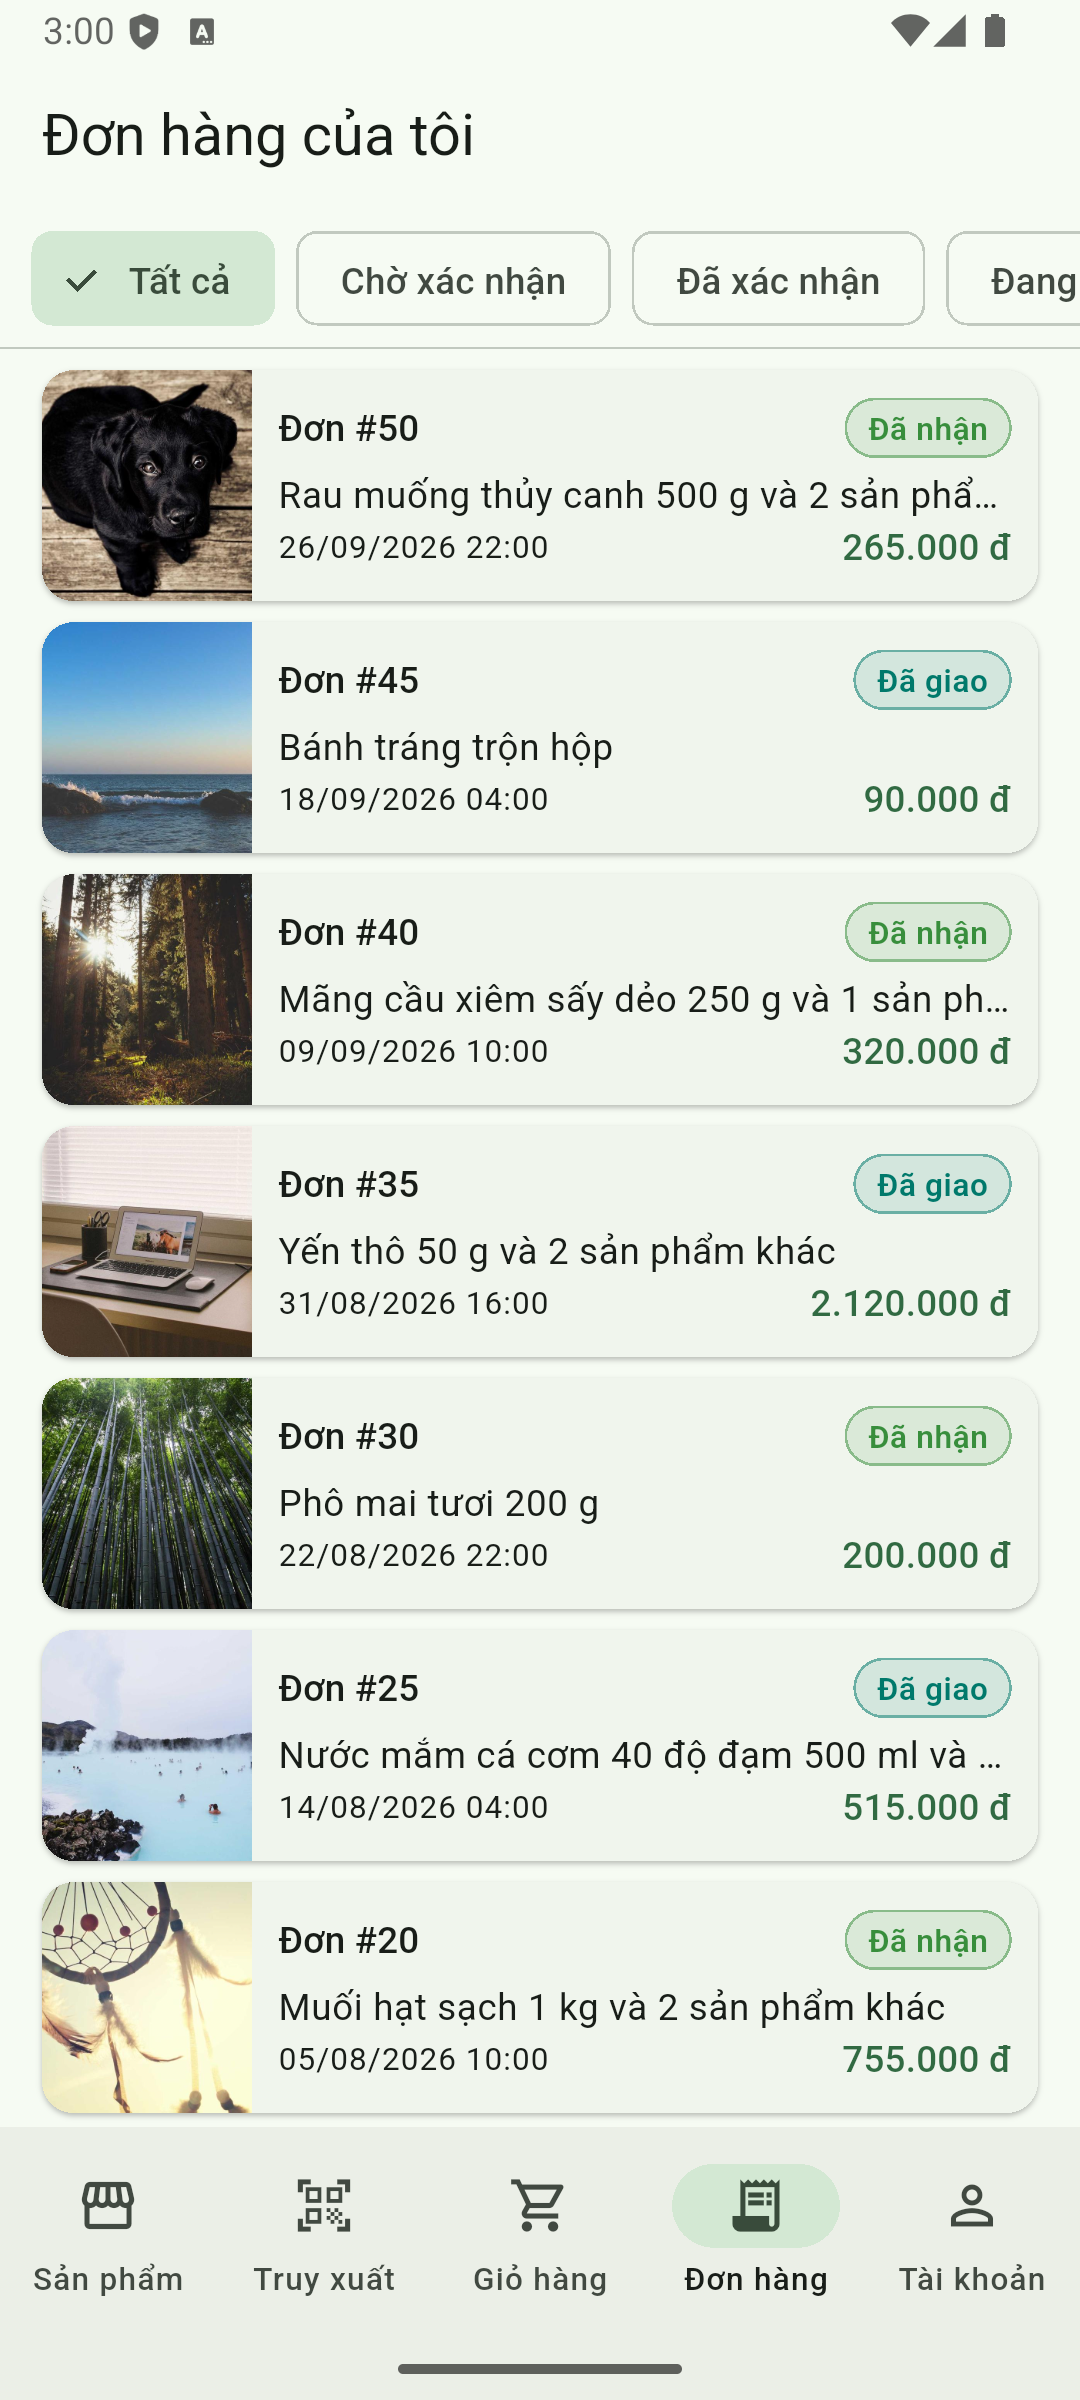 3:00
Đơn hàng của tôi
Tất cả
Chờ xác nhận
Đã xác nhận
Đang
Đơn #50
Đã nhận
Rau muống thủy canh 500 g và 2 sản phẩ...
26/09/2026 22:00
265.000 đ
Đơn #45
Đã giao
Bánh tráng trộn hộp
18/09/2026 04:00
90.000 đ
Đơn #40
Đã nhận
Mãng cầu xiêm sấy dẻo 250 g và 1 sản ph...
09/09/2026 10:00
320.000 đ
Đơn #35
Đã giao
Yến thô 50 g và 2 sản phẩm khác
31/08/2026 16:00
2.120.000 đ
Đơn #30
Đã nhận
Phô mai tươi 200 g
22/08/2026 22:00
200.000 đ
Đơn #25
Đã giao
Nước mắm cá cơm 40 độ đạm 500 ml và ...
14/08/2026 04:00
515.000 đ
Đơn #20
Đã nhận
Muối hạt sạch 1 kg và 2 sản phẩm khác
05/08/2026 10:00
755.000 đ
Sản phẩm
Truy xuất
Giỏ hàng
Đơn hàng
Tài khoản